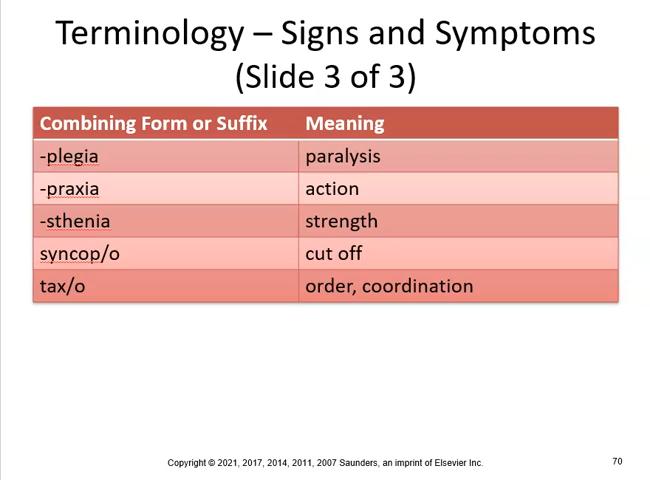 Terminology – Signs and Symptoms
(Slide 3 of 3)
Combining Form or Suffix Meaning
-plegia paralysis
-praxia action
-sthenia strength
syncop/o cut off
tax/o order, coordination
Copyright © 2021, 2017, 2014, 2011, 2007 Saunders, an imprint of Elsevier Inc. 70